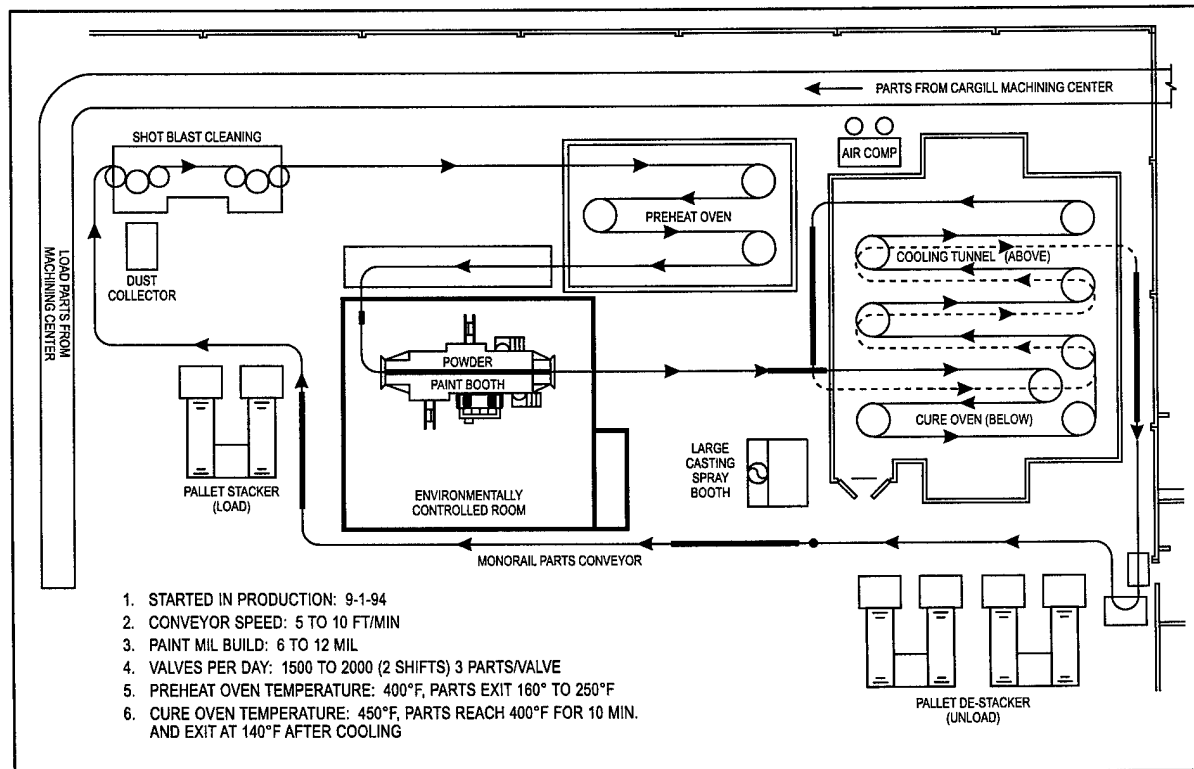 PARTS FROM CARGILL MACHINING CENTER
SHOT BLAST CLEANING
AIR COMP
LOAD PARTS FROM
MACHINING CENTER
DUST
COLLECTOR
PREHEAT OVEN
COOLING TUNNEL (ABOVE)
POWDER
PAINT BOOTH
CURE OVEN (BELOW)
PALLET STACKER
(LOAD)
ENVIRONMENTALLY
CONTROLLED ROOM
LARGE
CASTING
SPRAY
BOOTH
MONORAIL PARTS CONVEYOR
1. STARTED IN PRODUCTION: 9-1-94
2. CONVEYOR SPEED: 5 TO 10 FT/MIN
3. PAINT MIL BUILD: 6 TO 12 MIL
4. VALVES PER DAY: 1500 TO 2000 (2 SHIFTS) 3 PARTS/VALVE
5. PREHEAT OVEN TEMPERATURE: 400°F, PARTS EXIT 160° TO 250°F
6. CURE OVEN TEMPERATURE: 450°F, PARTS REACH 400°F FOR 10 MIN.
AND EXIT AT 140°F AFTER COOLING
PALLET DE-STACKER
(UNLOAD)